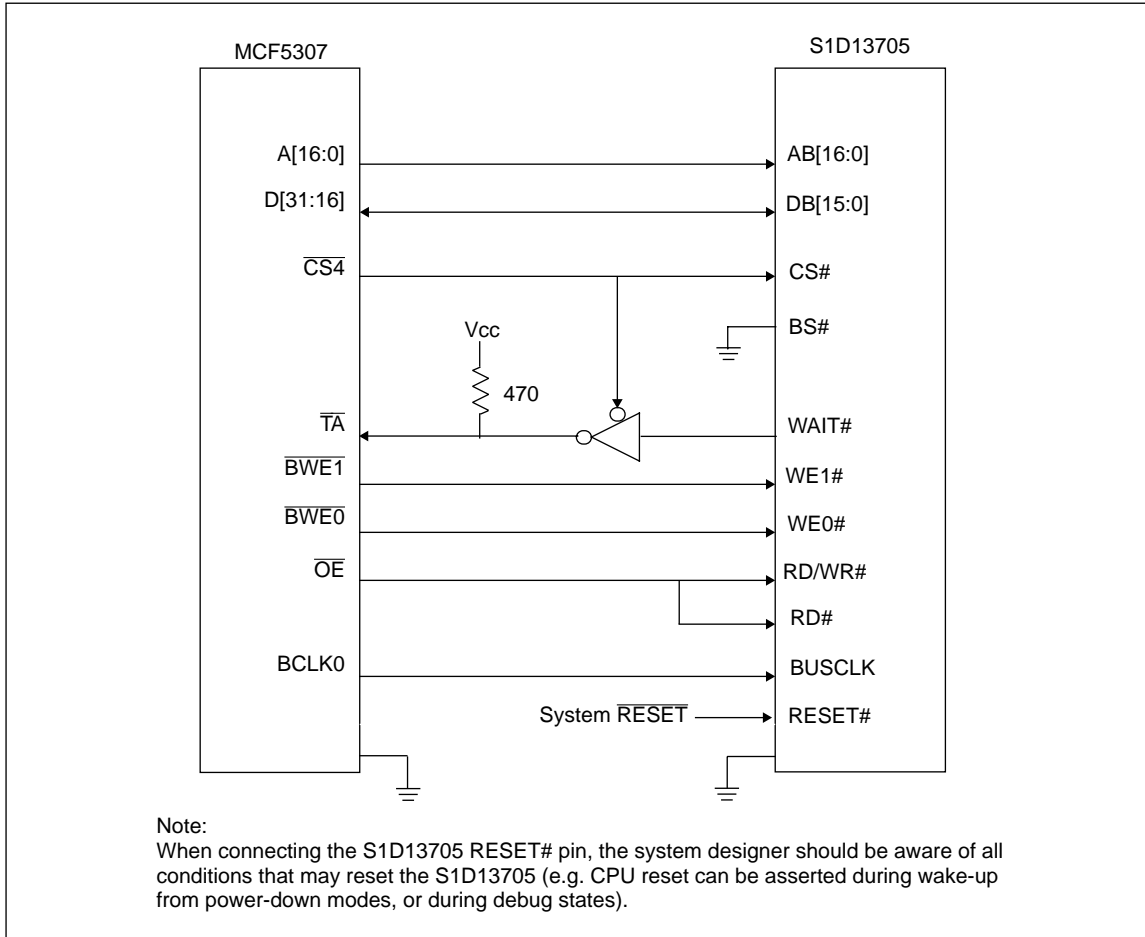 MCF5307
S1D13705
A[16:0]
AB[16:0]
D[31:16]
DB[15:0]
CS4
CS#
BS#
Vcc
470
TA
WAIT#
BWE1
WE1#
BWE0
WE0#
OE
RD/WR#
RD#
BCLK0
BUSCLK
System RESET
RESET#
Note:
When connecting the S1D13705 RESET# pin, the system designer should be aware of all
conditions that may reset the S1D13705 (e.g. CPU reset can be asserted during wake-up
from power-down modes, or during debug states).